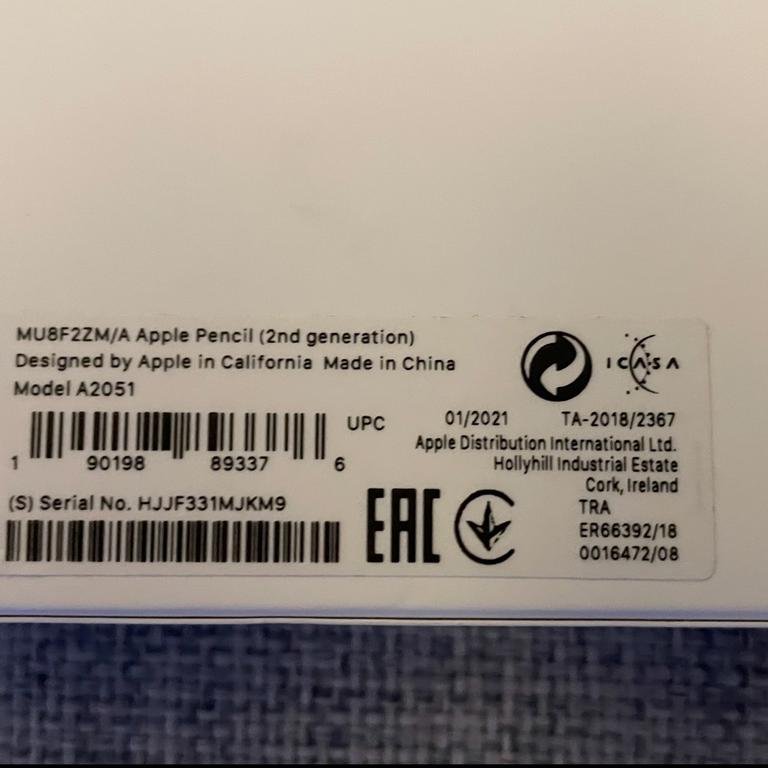 MU8F2ZM/A Apple Pencil (2nd generation)
Designed by Apple in California Made in China
Model A2051
UPC
1 90198 89337 6
(S) Serial No. HJJF331MJKM9
EAC
ICASA
01/2021 TA-2018/2367
Apple Distribution International Ltd.
Hollyhill Industrial Estate
Cork, Ireland
TRA
ER66392/18
0016472/08